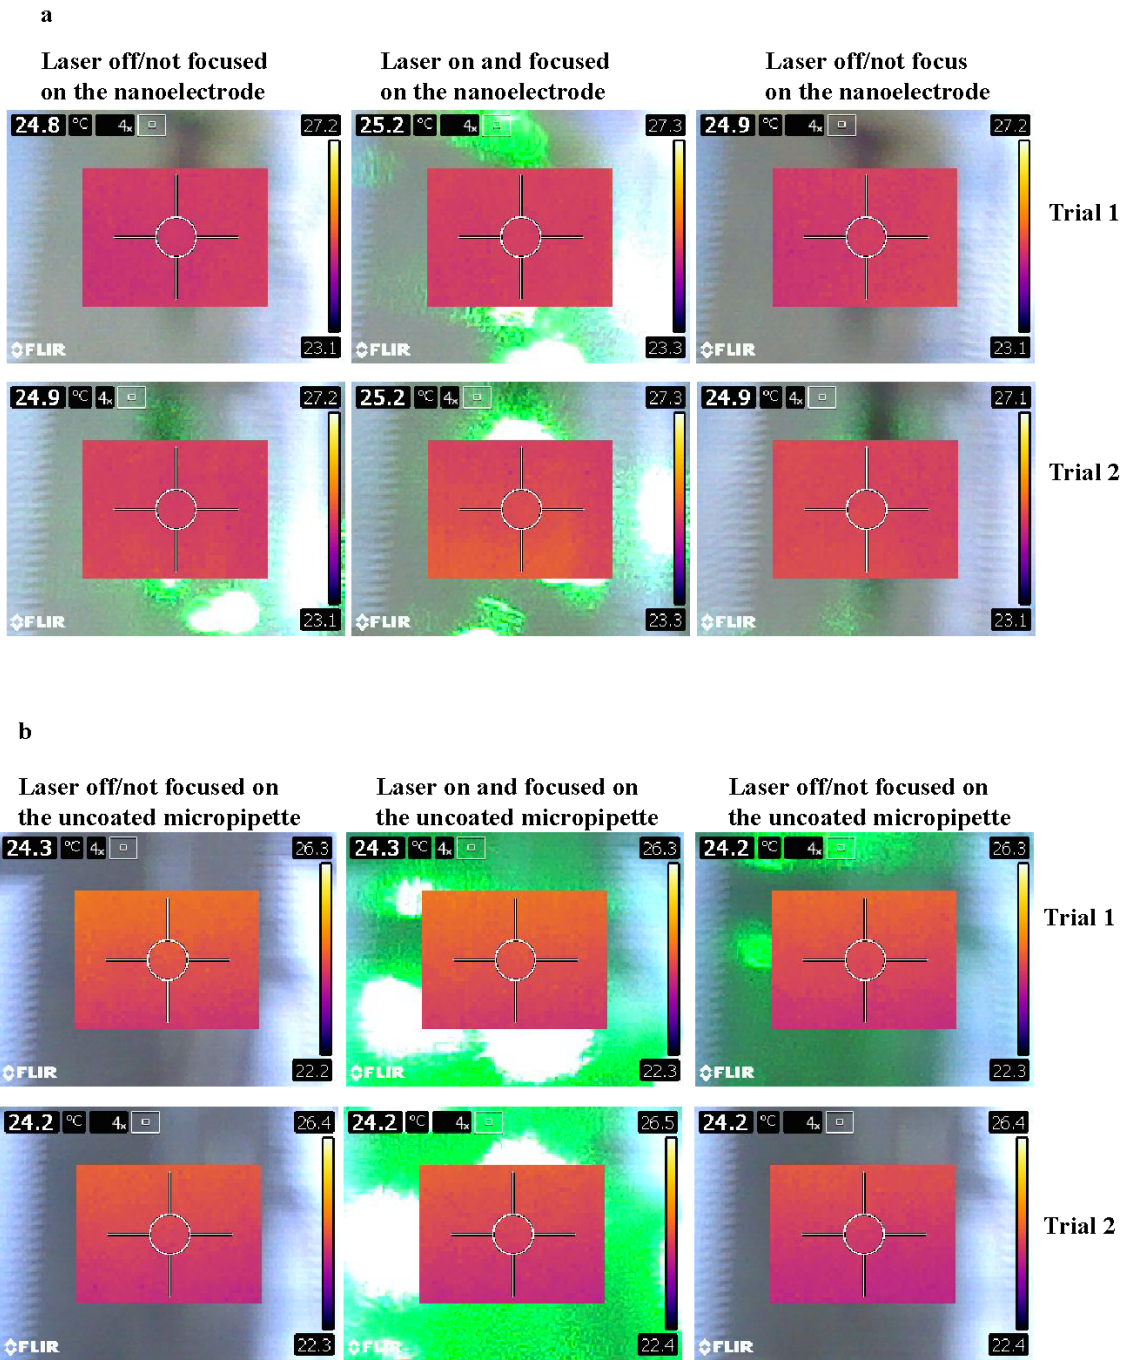 a
Laser off/not focused
on the nanoelectrode
Laser on and focused
on the nanoelectrode
Laser off/not focus
on the nanoelectrode
24.8 °C 4x 27.2
25.2 °C 4x 27.3
24.9 °C 4x 27.2
Trial 1
FLIR 23.1
FLIR 23.3
FLIR 23.1
24.9 °C 4x 27.2
25.2 °C 4x 27.3
24.9 °C 4x 27.1
Trial 2
FLIR 23.1
FLIR 23.3
FLIR 23.1
b
Laser off/not focused on
the uncoated micropipette
Laser on and focused on
the uncoated micropipette
Laser off/not focused on
the uncoated micropipette
24.3 °C 4x 26.3
24.3 °C 4x 26.3
24.2 °C 4x 26.3
Trial 1
FLIR 22.2
FLIR 22.3
FLIR 22.3
24.2 °C 4x 26.4
24.2 °C 4x 26.5
24.2 °C 4x 26.4
Trial 2
FLIR 22.3
FLIR 22.4
FLIR 22.4